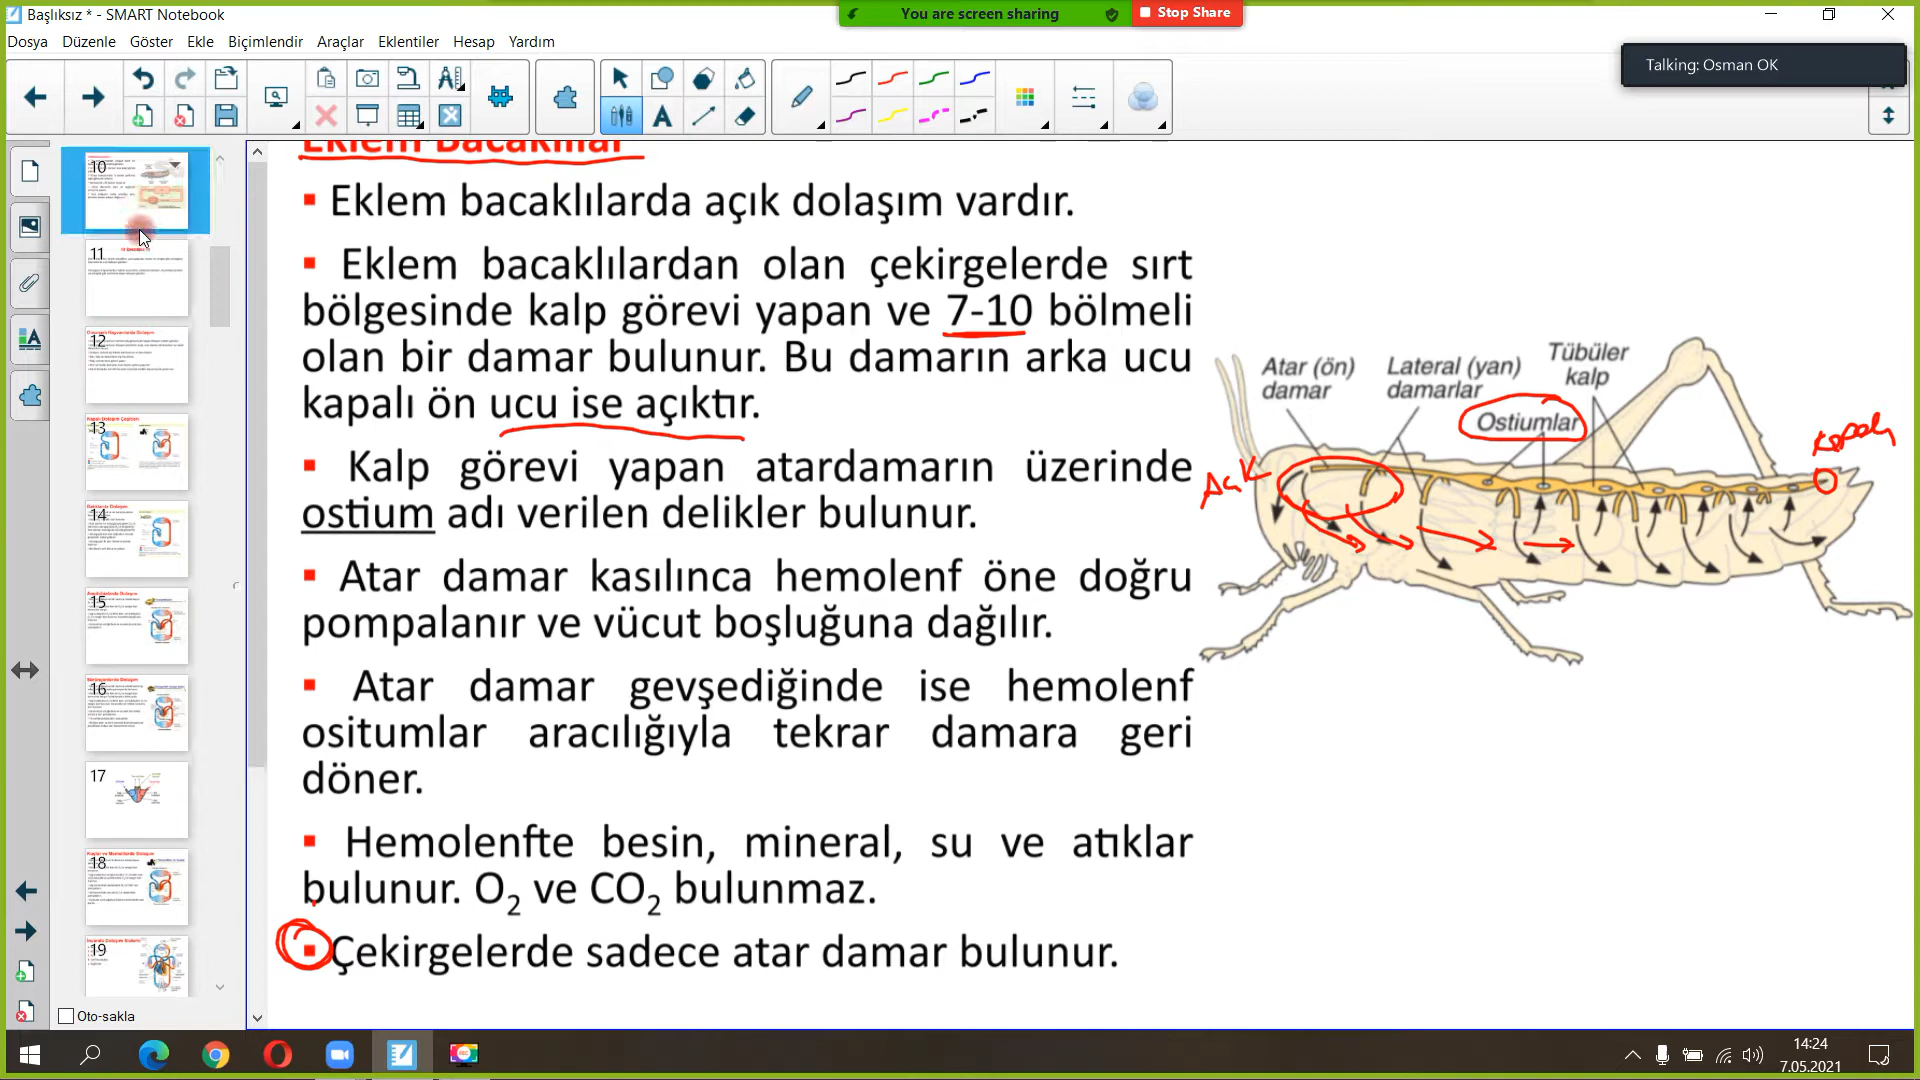 Başlıksız * - SMART Notebook
You are screen sharing
Stop Share
Dosya Düzenle Göster Ekle Biçimlendir Araçlar Eklentiler Hesap Yardım
Talking: Osman OK
Eklem Bacaklılar
Eklem bacaklılarda açık dolaşım vardır.
Eklem bacaklılardan olan çekirgelerde sırt
bölgesinde kalp görevi yapan ve 7-10 bölmeli
olan bir damar bulunur. Bu damarın arka ucu
kapalı ön ucu ise açıktır.
Kalp görevi yapan atardamarın üzerinde
ostium adı verilen delikler bulunur.
Atar damar kasılınca hemolenf öne doğru
pompalanır ve vücut boşluğuna dağılır.
Atar damar gevşediğinde ise hemolenf
ositumlar aracılığıyla tekrar damara geri
döner.
Hemolenfte besin, mineral, su ve atıklar
bulunur. O₂ ve CO₂ bulunmaz.
Çekirgelerde sadece atar damar bulunur.
Atar (ön)
damar
Lateral (yan)
damarlar
Tübüler
kalp
Ostiumlar
Açık
Kapalı
10
11
12
13
Kapalı Dolaşım Çeşitleri
14
15
16
17
18
19
Oto-sakla
14:24
7.05.2021